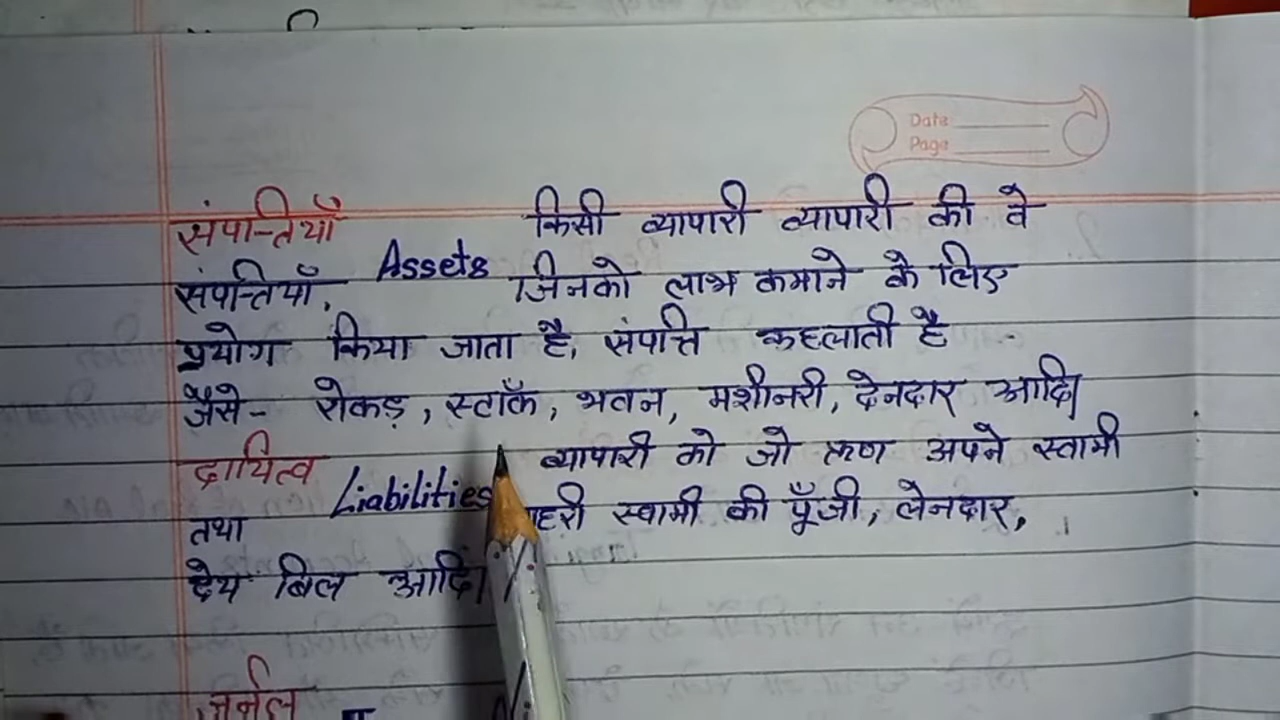 Date
Page
संपत्तियाँ किसी व्यापारी व्यापारी की वे
संपत्तियाँ, Assets जिनको लाभ कमाने के लिए
प्रयोग किया जाता है, संपत्ति कहलाती है
जैसे- रोकड़, स्टॉक, भवन, मशीनरी, देनदार आदि।
दायित्व Liabilities व्यापारी को जो ऋण अपने स्वामी
तथा स्वामी की पूँजी, लेनदार,
देय बिल आदि।
जर्नल